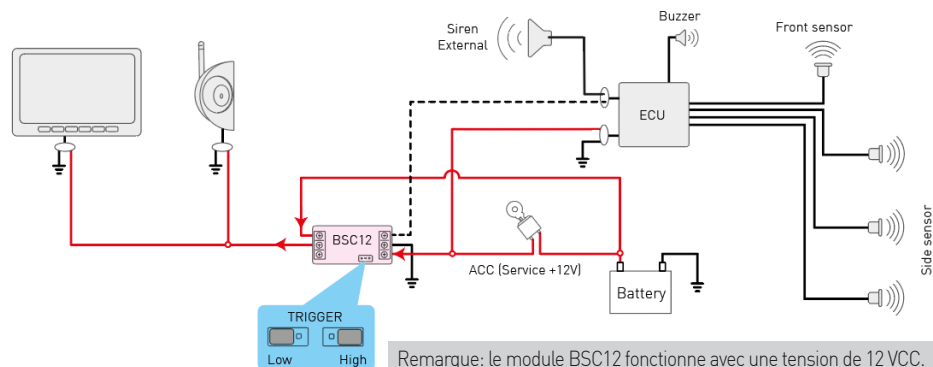 Siren
External
Buzzer
Front sensor
ECU
Side sensor
BSC12
ACC (Service +12V)
Battery
TRIGGER
Low
High
Remarque: le module BSC12 fonctionne avec une tension de 12 VCC.